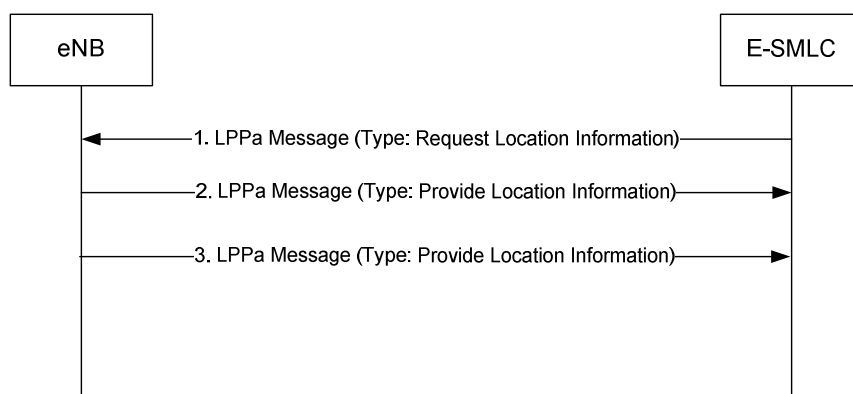 eNB
E-SMLC
1. LPPa Message (Type: Request Location Information)
2. LPPa Message (Type: Provide Location Information)
3. LPPa Message (Type: Provide Location Information)